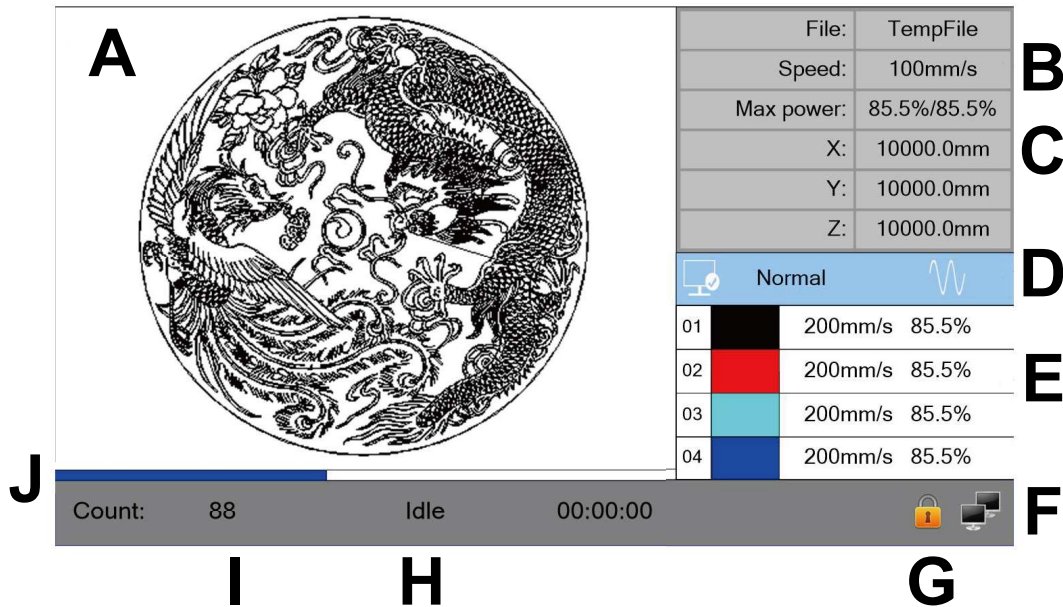 A
File: TempFile
B
Speed: 100mm/s
Max power: 85.5%/85.5%
C
X: 10000.0mm
Y: 10000.0mm
Z: 10000.0mm
D
Normal
01 200mm/s 85.5%
02 200mm/s 85.5%
E
03 200mm/s 85.5%
04 200mm/s 85.5%
J
Count: 88 Idle 00:00:00
F
I H G